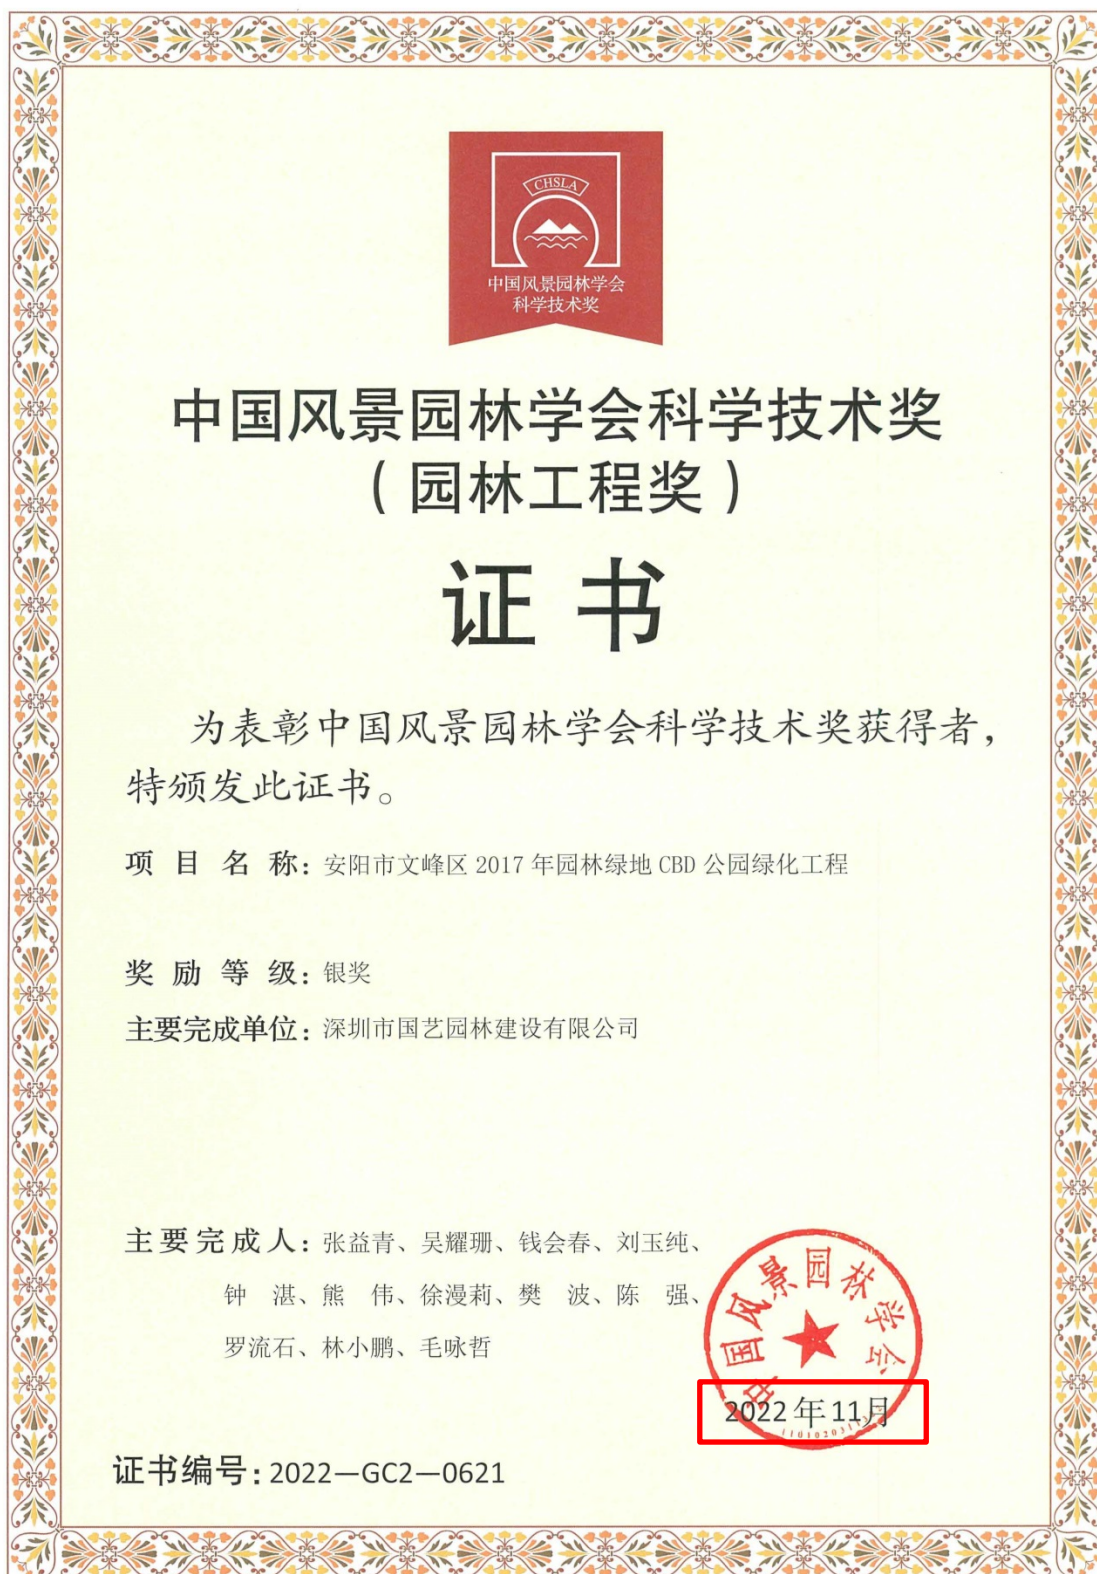 CHSLA
中国风景园林学会
科学技术奖
中国风景园林学会科学技术奖
（园林工程奖）
证书
为表彰中国风景园林学会科学技术奖获得者，
特颁发此证书。
项目名称：安阳市文峰区 2017 年园林绿地 CBD 公园绿化工程
奖励等级：银奖
主要完成单位：深圳市国艺园林建设有限公司
主要完成人：张益青、吴耀珊、钱会春、刘玉纯、
钟 湛、熊 伟、徐漫莉、樊 波、陈 强、
罗流石、林小鹏、毛咏哲
中国风景园林学会
2022 年 11月
证书编号：2022—GC2—0621